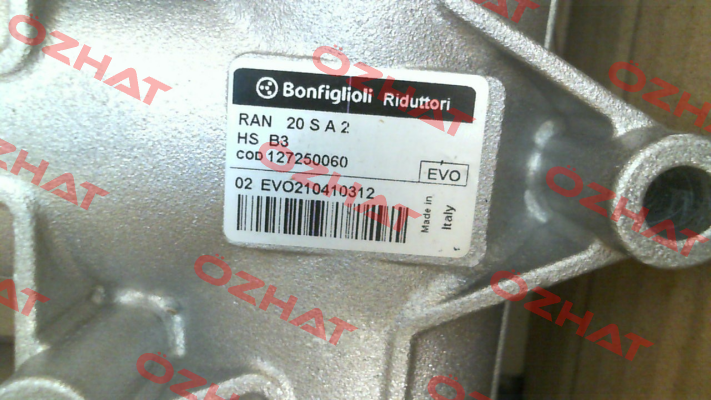 Bonfiglioli Riduttori
RAN 20 S A 2
HS B3
COD 127250060
EVO
02 EVO210410312
Made in
Italy
OZHAT
OZHAT
OZHAT
OZHAT
OZHAT
OZHAT
OZHAT
OZHAT
OZHAT